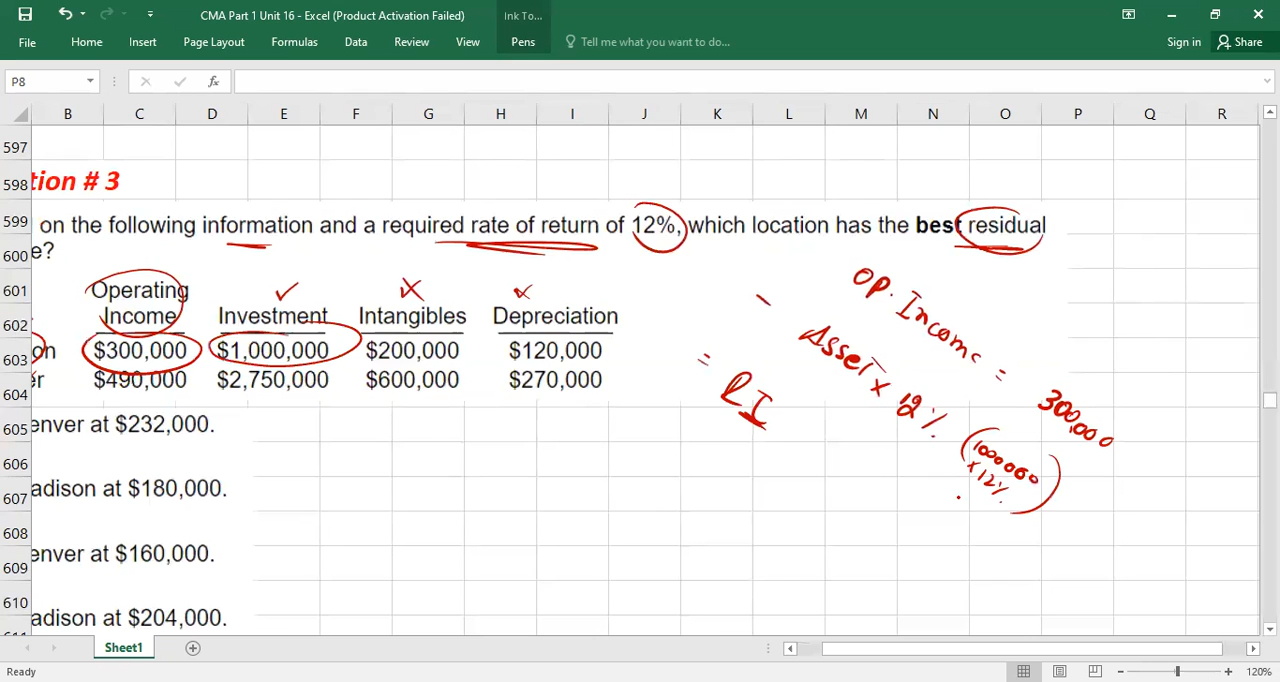 CMA Part 1 Unit 16 - Excel (Product Activation Failed)
Ink To...
File Home Insert Page Layout Formulas Data Review View Pens Tell me what you want to do... Sign in Share
P8 fx
B C D E F G H I J K L M N O P Q R
597
598 tion # 3
599 on the following information and a required rate of return of 12%, which location has the best residual
600 e?
601 Operating
602 Income Investment Intangibles Depreciation
603 on $300,000 $1,000,000 $200,000 $120,000
604 er $490,000 $2,750,000 $600,000 $270,000
605 enver at $232,000.
606
607 adison at $180,000.
608
609 enver at $160,000.
610
611 adison at $204,000.
Op. Income = 300,000
- Asset x 12% (1000000
x 12%)
= RI
Sheet1
Ready 120%